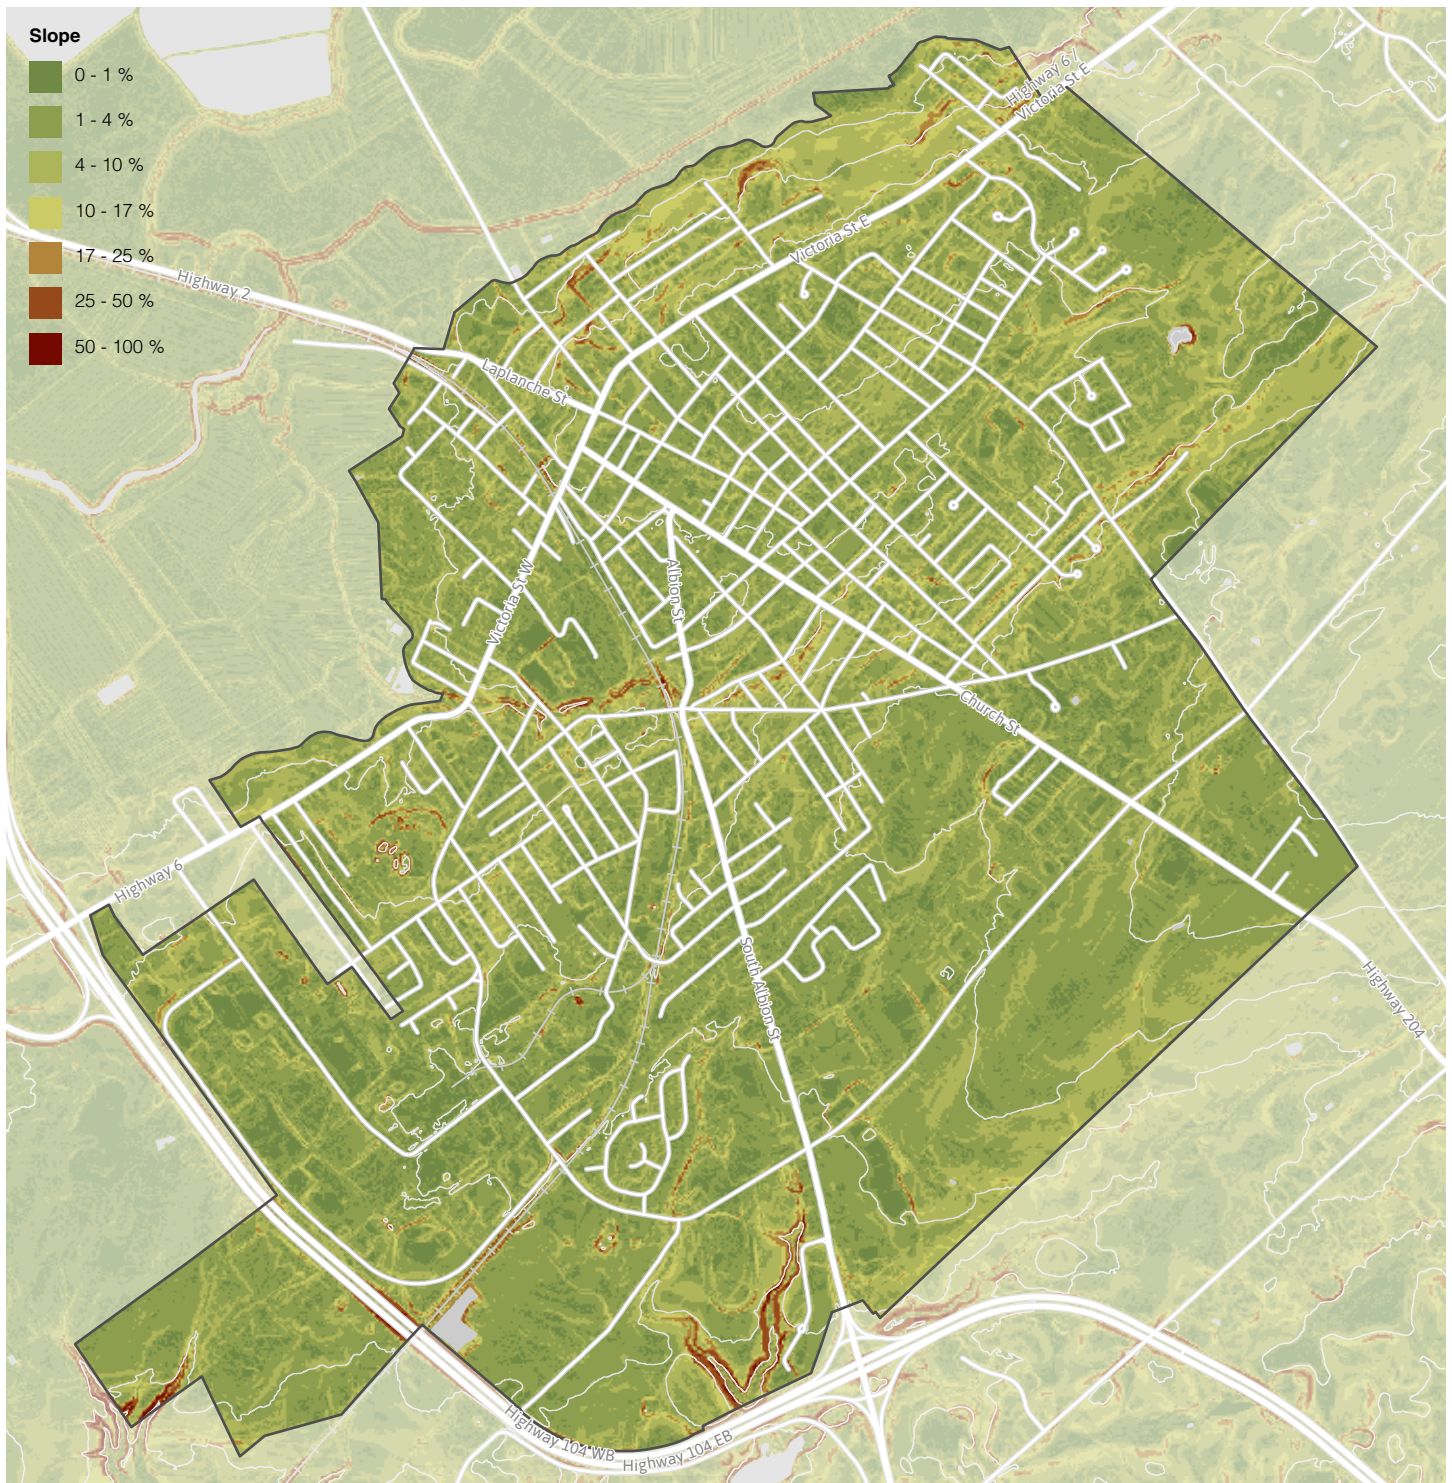 Slope
0 - 1 %
1 - 4 %
4 - 10 %
10 - 17 %
17 - 25 %
25 - 50 %
50 - 100 %
Highway 6 /
Victoria St E
Victoria St E
Highway 2
Laplanche St
Albion St
Victoria St W
Church St
Highway 6
South Albion St
Highway 204
Highway 104 WB
Highway 104 EB